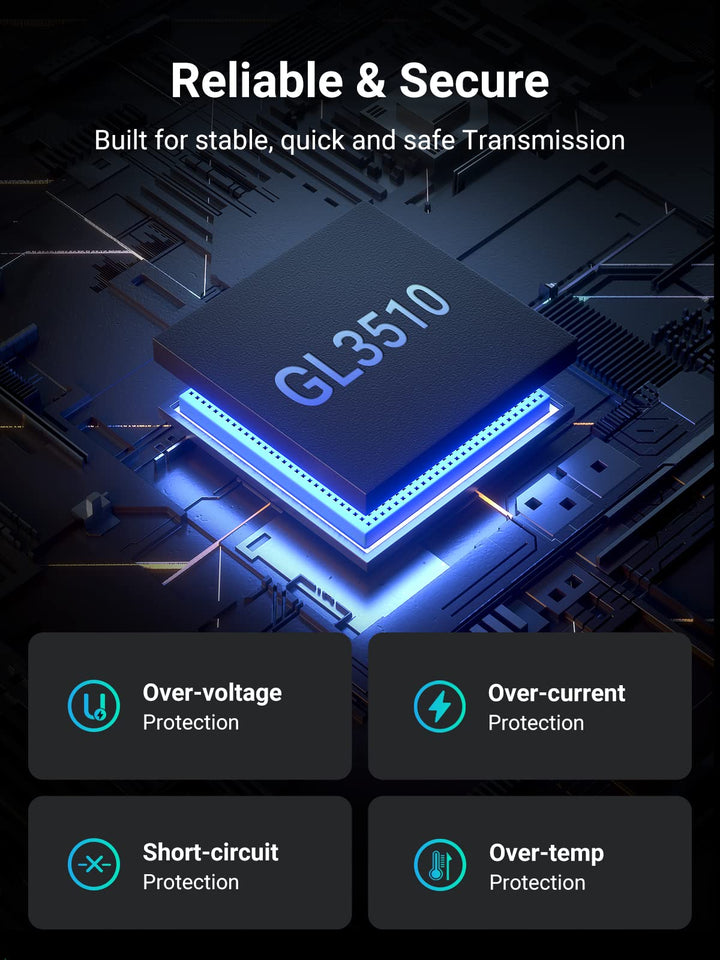 Reliable & Secure
Built for stable, quick and safe Transmission
GL3510
Over-voltage
Protection
Over-current
Protection
Short-circuit
Protection
Over-temp
Protection